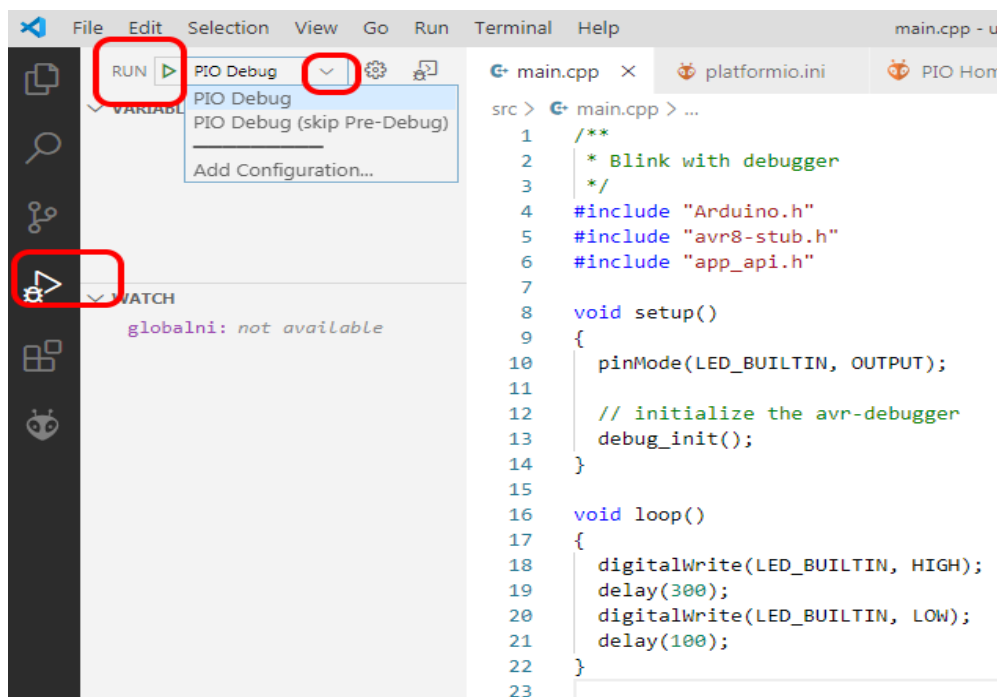 File Edit Selection View Go Run Terminal Help main.cpp - u
RUN PIO Debug
PIO Debug
PIO Debug (skip Pre-Debug)
Add Configuration...
VARIABL
WATCH
globalni: not available
main.cpp platformio.ini PIO Hom
src > main.cpp > ...
1 /**
2 * Blink with debugger
3 */
4 #include "Arduino.h"
5 #include "avr8-stub.h"
6 #include "app_api.h"
7
8 void setup()
9 {
10 pinMode(LED_BUILTIN, OUTPUT);
11
12 // initialize the avr-debugger
13 debug_init();
14 }
15
16 void loop()
17 {
18 digitalWrite(LED_BUILTIN, HIGH);
19 delay(300);
20 digitalWrite(LED_BUILTIN, LOW);
21 delay(100);
22 }
23